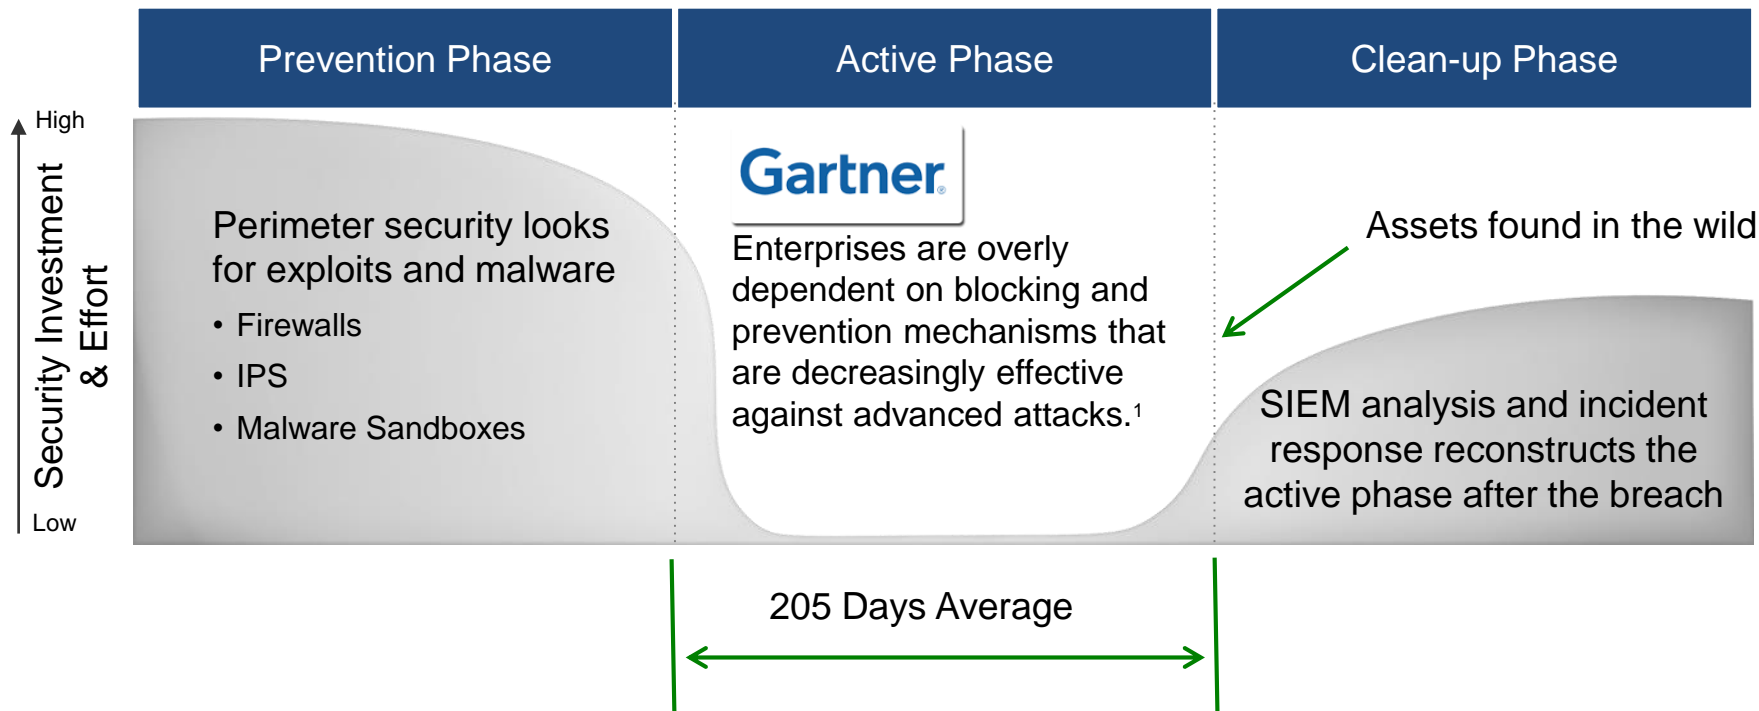 Prevention Phase
Active Phase
Clean-up Phase
High
Security Investment
& Effort
Low
Perimeter security looks
for exploits and malware
• Firewalls
• IPS
• Malware Sandboxes
Gartner®
Enterprises are overly
dependent on blocking and
prevention mechanisms that
are decreasingly effective
against advanced attacks.¹
Assets found in the wild
SIEM analysis and incident
response reconstructs the
active phase after the breach
205 Days Average